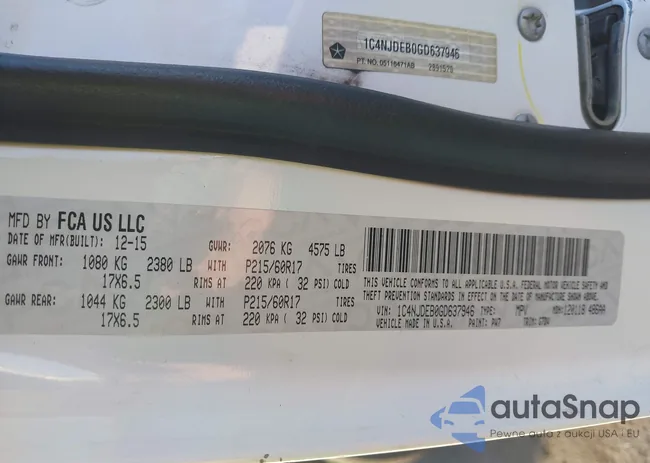 1C4NJDEB0GD637946
PT. NO. 05116471AB 2991529
MFD BY FCA US LLC
DATE OF MFR(BUILT): 12-15 GVWR: 2076 KG 4575 LB
GAWR FRONT: 1080 KG 2380 LB WITH P215/60R17 TIRES
17X6.5 RIMS AT 220 KPA ( 32 PSI) COLD
GAWR REAR: 1044 KG 2300 LB WITH P215/60R17 TIRES
17X6.5 RIMS AT 220 KPA ( 32 PSI) COLD
THIS VEHICLE CONFORMS TO ALL APPLICABLE U.S.A. FEDERAL MOTOR VEHICLE SAFETY AND
THEFT PREVENTION STANDARDS IN EFFECT ON THE DATE OF MANUFACTURE SHOWN ABOVE.
VIN: 1C4NJDEB0GD637946 TYPE: MPV
VEHICLE MADE IN U.S.A. PAINT: PW7 TRIM:
autaSnap
Pewne auta z aukcji USA i EU